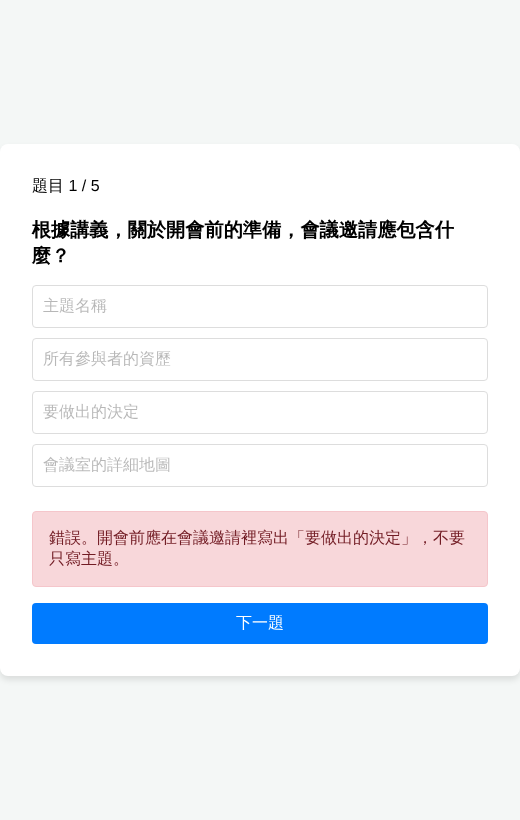 題目 1 / 5
根據講義，關於開會前的準備，會議邀請應包含什
麼？
主題名稱
所有參與者的資歷
要做出的決定
會議室的詳細地圖
錯誤。開會前應在會議邀請裡寫出「要做出的決定」，不要
只寫主題。
下一題